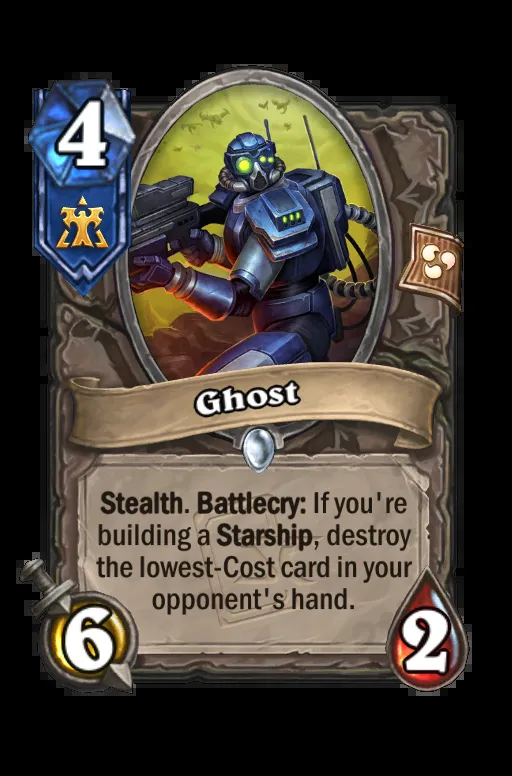 4
Ghost
Stealth. Battlecry: If you're
building a Starship, destroy
the lowest-Cost card in your
opponent's hand.
6
2